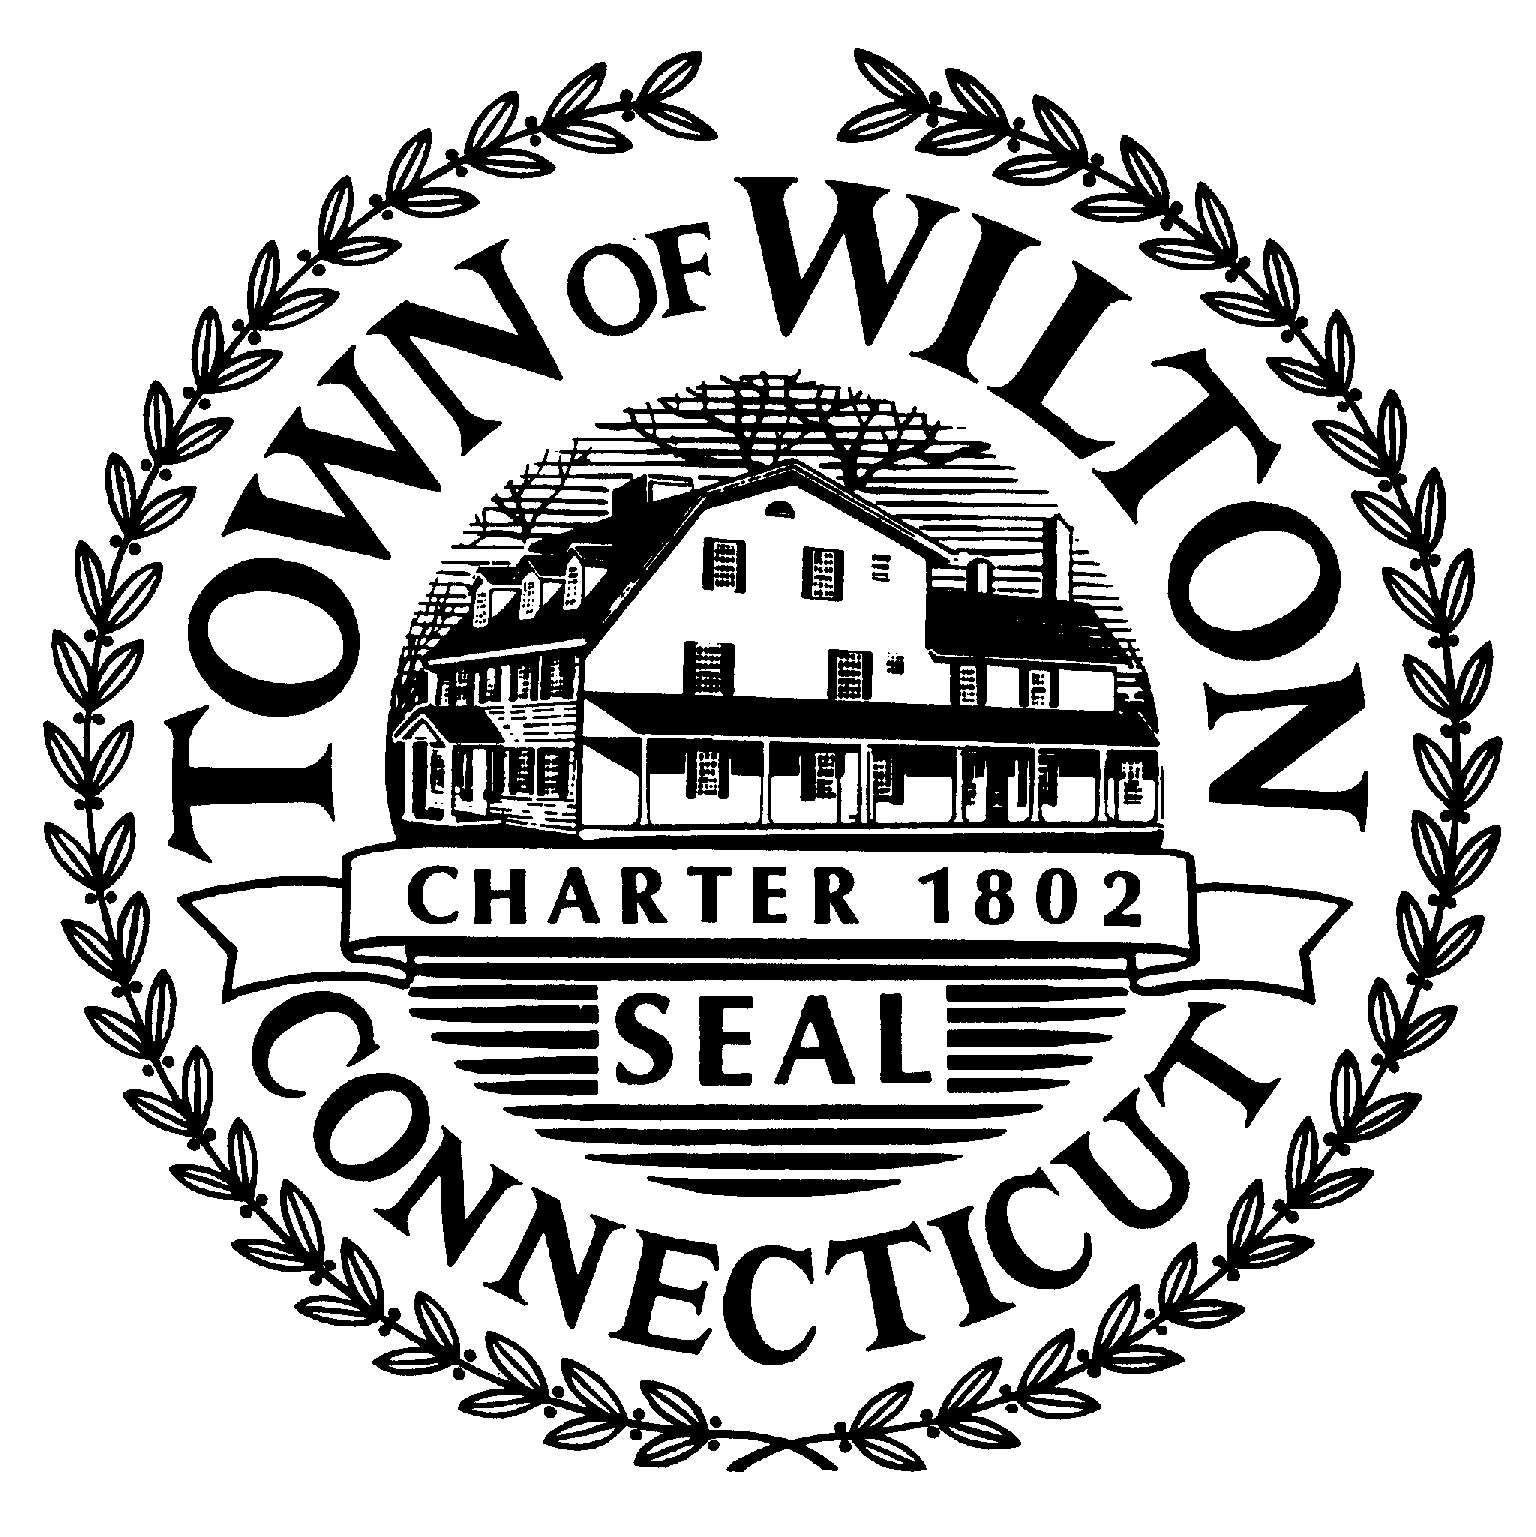 TOWN OF WILTON
CHARTER 1802
SEAL
CONNECTICUT